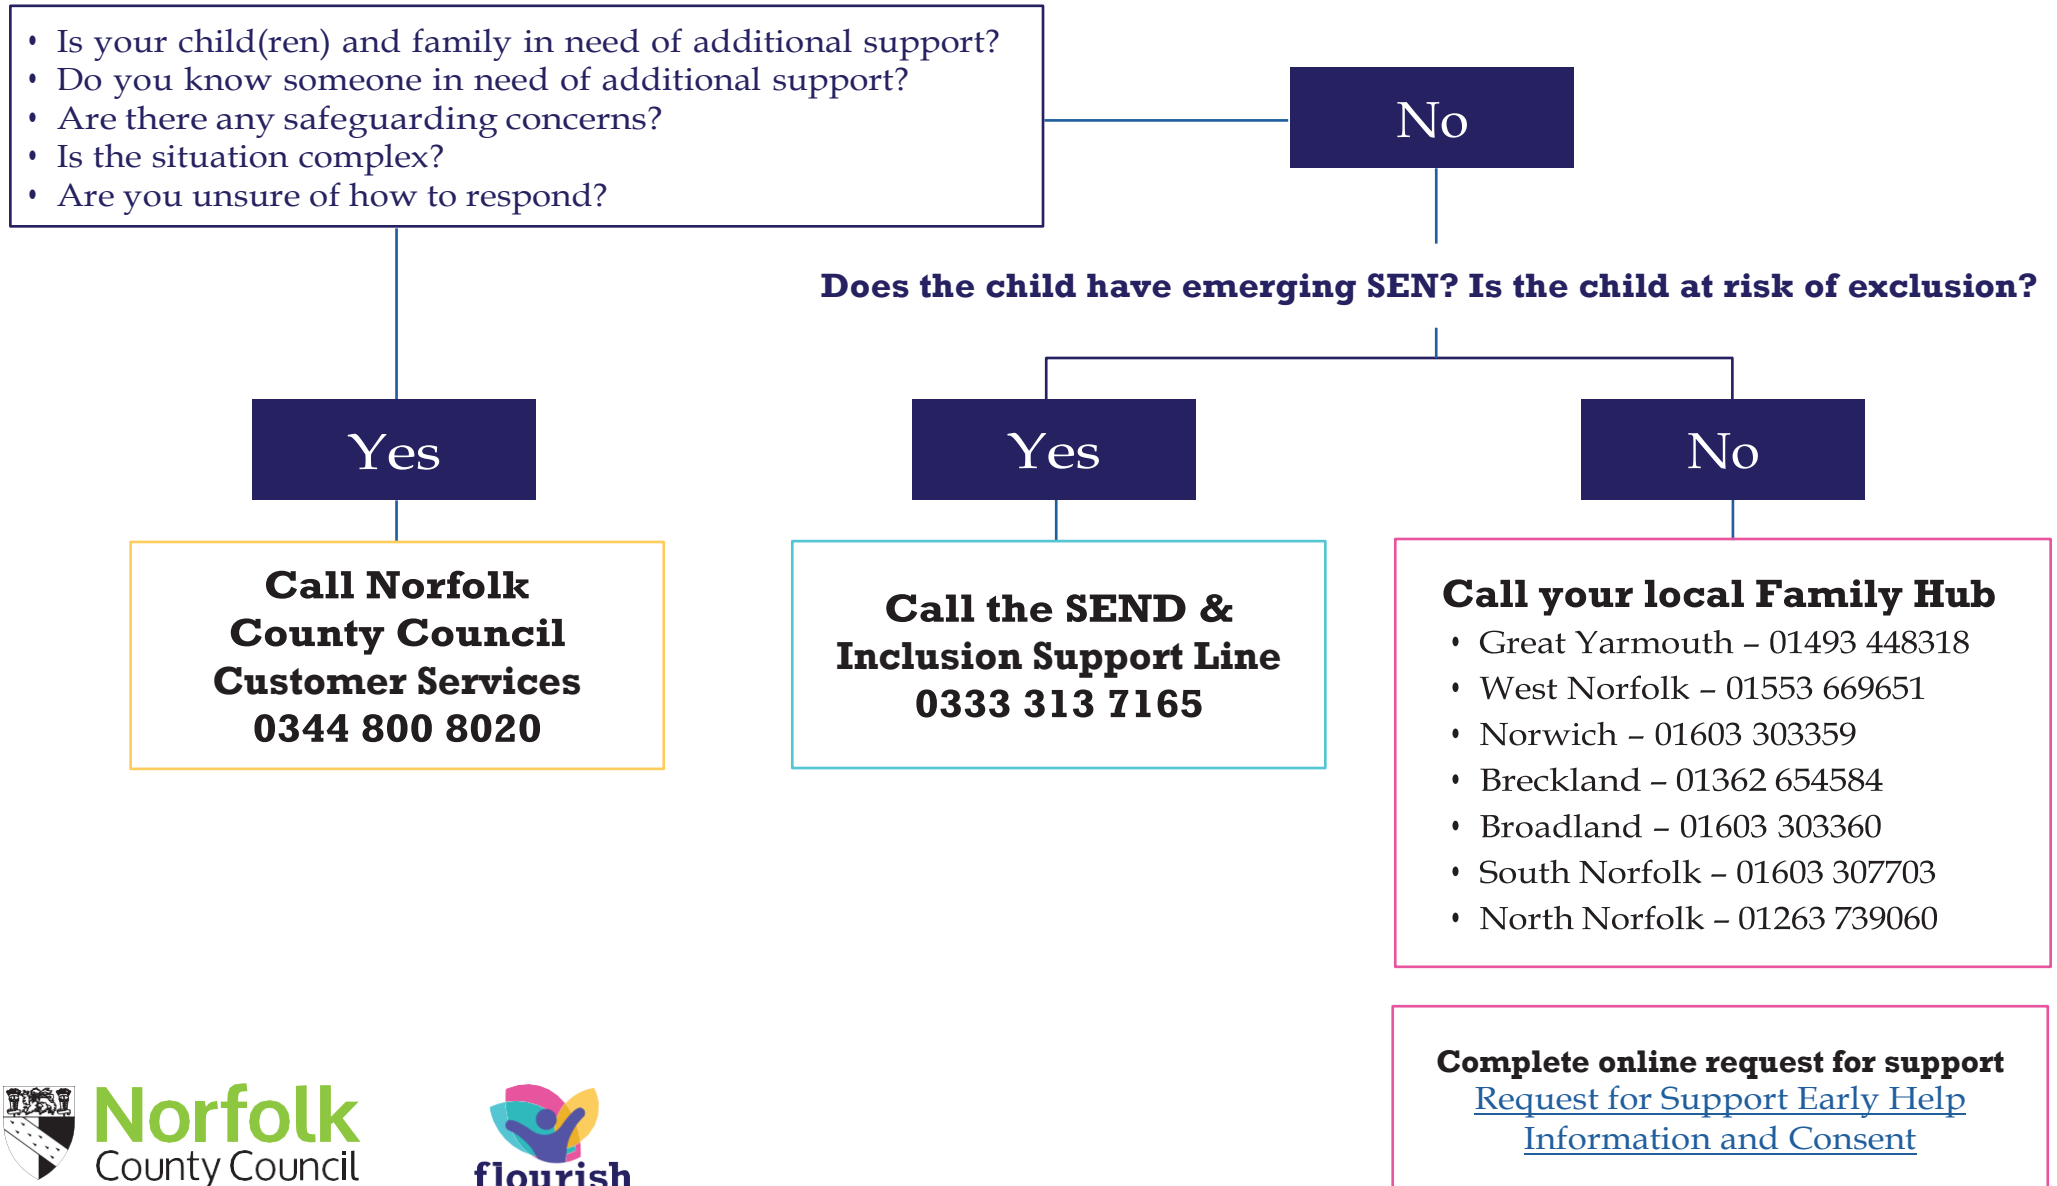 • Is your child(ren) and family in need of additional support?
• Do you know someone in need of additional support?
• Are there any safeguarding concerns?
• Is the situation complex?
• Are you unsure of how to respond?
No
Does the child have emerging SEN? Is the child at risk of exclusion?
Yes
Yes
No
Call Norfolk
County Council
Customer Services
0344 800 8020
Call the SEND &
Inclusion Support Line
0333 313 7165
Call your local Family Hub
• Great Yarmouth – 01493 448318
• West Norfolk – 01553 669651
• Norwich – 01603 303359
• Breckland – 01362 654584
• Broadland – 01603 303360
• South Norfolk – 01603 307703
• North Norfolk – 01263 739060
Complete online request for support
Request for Support Early Help
Information and Consent
Norfolk
County Council
flourish